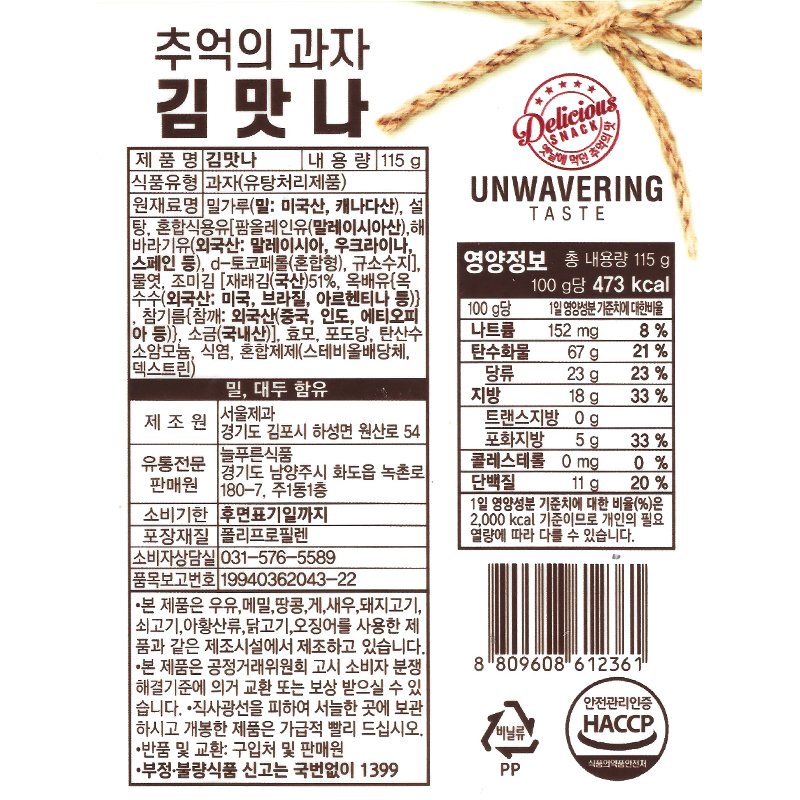 추억의 과자
김맛나
Delicious
SNACK
옛날에 먹던 추억의 맛
UNWAVERING
TASTE
제 품 명 김맛나 내 용 량 115 g
식품유형 과자(유탕처리제품)
원재료명 밀가루(밀: 미국산, 캐나다산), 설
탕, 혼합식용유[팜올레인유(말레이시아산),해
바라기유(외국산: 말레이시아, 우크라이나,
스페인 등), d-토코페롤(혼합형), 규소수지],
물엿, 조미김 [재래김(국산)51%, 옥배유{옥
수수(외국산: 미국, 브라질, 아르헨티나 등)}
, 참기름{참깨: 외국산(중국, 인도, 에티오피
아 등)}, 소금(국내산)], 효모, 포도당, 탄산수
소암모늄, 식염, 혼합제제(스테비올배당체,
덱스트린)
밀, 대두 함유
제 조 원 서울제과
경기도 김포시 하성면 원산로 54
유통전문
판매원
늘푸른식품
경기도 남양주시 화도읍 녹촌로
180-7, 주1동1층
소비기한 후면표기일까지
포장재질 폴리프로필렌
소비자상담실 031-576-5589
품목보고번호 19940362043-22
•본 제품은 우유,메밀,땅콩,게,새우,돼지고기,
쇠고기,아황산류,닭고기,오징어를 사용한 제
품과 같은 제조시설에서 제조하고 있습니다.
•본 제품은 공정거래위원회 고시 소비자 분쟁
해결기준에 의거 교환 또는 보상 받으실 수 있
습니다. •직사광선을 피하여 서늘한 곳에 보관
하시고 개봉한 제품은 가급적 빨리 드십시오.
•반품 및 교환: 구입처 및 판매원
•부정·불량식품 신고는 국번없이 1399
영양정보 총 내용량 115 g
100 g당 473 kcal
100 g당 1일 영양성분 기준치에 대한 비율
나트륨 152 mg 8 %
탄수화물 67 g 21 %
당류 23 g 23 %
지방 18 g 33 %
트랜스지방 0 g
포화지방 5 g 33 %
콜레스테롤 0 mg 0 %
단백질 11 g 20 %
1일 영양성분 기준치에 대한 비율(%)은
2,000 kcal 기준이므로 개인의 필요
열량에 따라 다를 수 있습니다.
8 809608 612361
비닐류
PP
안전관리인증
HACCP
식품의약품안전처